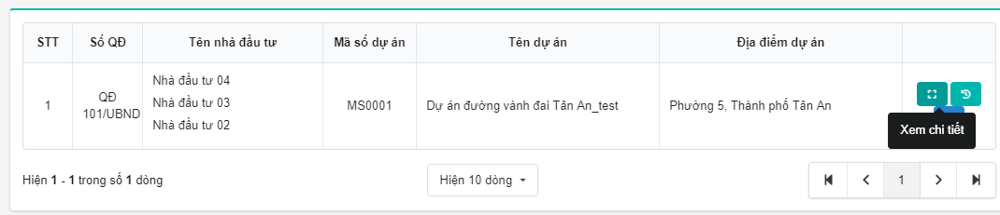 STT Số QĐ Tên nhà đầu tư Mã số dự án Tên dự án Địa điểm dự án
1 QĐ 101/UBND Nhà đầu tư 04 MS0001 Dự án đường vành đai Tân An_test Phường 5, Thành phố Tân An
Nhà đầu tư 03
Nhà đầu tư 02
Xem chi tiết
Hiện 1 - 1 trong số 1 dòng Hiện 10 dòng 1